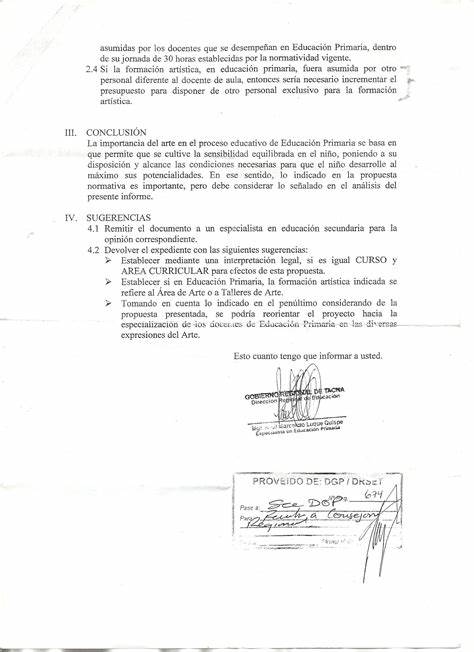 asumidas por los docentes que se desempeñan en Educación Primaria, dentro
de su jornada de 30 horas establecidas por la normatividad vigente.
2.4 Si la formación artística, en educación primaria, fuera asumida por otro
personal diferente al docente de aula, entonces sería necesario incrementar el
presupuesto para disponer de otro personal exclusivo para la formación
artística.
III. CONCLUSIÓN
La importancia del arte en el proceso educativo de Educación Primaria se basa en
que permite que se cultive la sensibilidad equilibrada en el niño, poniendo a su
disposición y alcance las condiciones necesarias para que el niño desarrolle al
máximo sus potencialidades. En ese sentido, lo indicado en la propuesta
normativa es importante, pero debe considerar lo señalado en el análisis del
presente informe.
IV. SUGERENCIAS
4.1 Remitir el documento a un especialista en educación secundaria para la
opinión correspondiente.
4.2 Devolver el expediente con las siguientes sugerencias:
➢ Establecer mediante una interpretación legal, si es igual CURSO y
AREA CURRICULAR para efectos de esta propuesta.
➢ Establecer si en Educación Primaria, la formación artística indicada se
refiere al Área de Arte o a Talleres de Arte.
➢ Tomando en cuenta lo indicado en el penúltimo considerando de la
propuesta presentada, se podría reorientar el proyecto hacia la
especialización de los docentes de Educación Primaria en las diversas
expresiones del Arte.
Esto cuanto tengo que informar a usted.
GOBIERNO REGIONAL DE TACNA
Dirección Regional de Educación
Luque Quispe
Especialista en Educación Primaria
PROVEIDO DE: DGP / DRSET
674
Pase a: DGP
Para: a Consejo
Regional